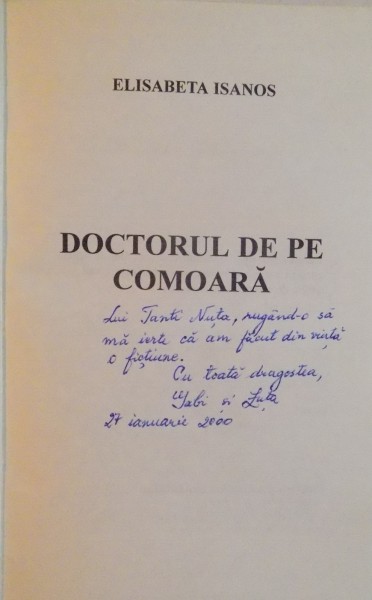 ELISABETA ISANOS
DOCTORUL DE PE
COMOARĂ
Lui Tanti Nuța, rugând-o să
mă ierte că am făcut din viață
o ficțiune.
Cu toată dragostea,
Gabi și Zuța
27 ianuarie 2000